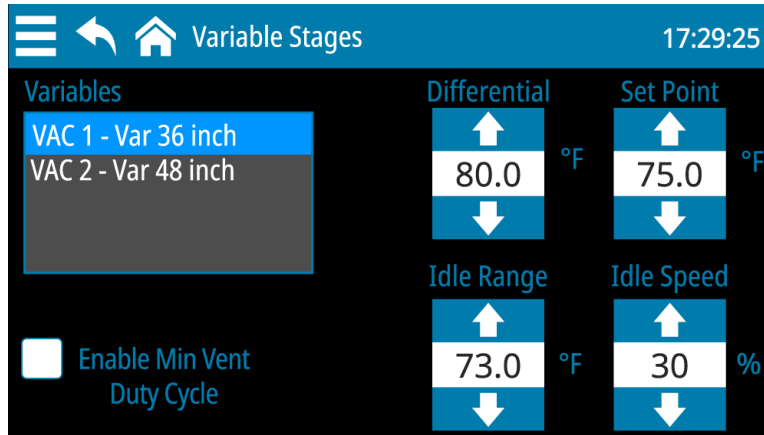 Variable Stages
17:29:25
Variables
VAC 1 - Var 36 inch
VAC 2 - Var 48 inch
Differential
80.0
°F
Set Point
75.0
°F
Idle Range
73.0
°F
Idle Speed
30
%
Enable Min Vent
Duty Cycle